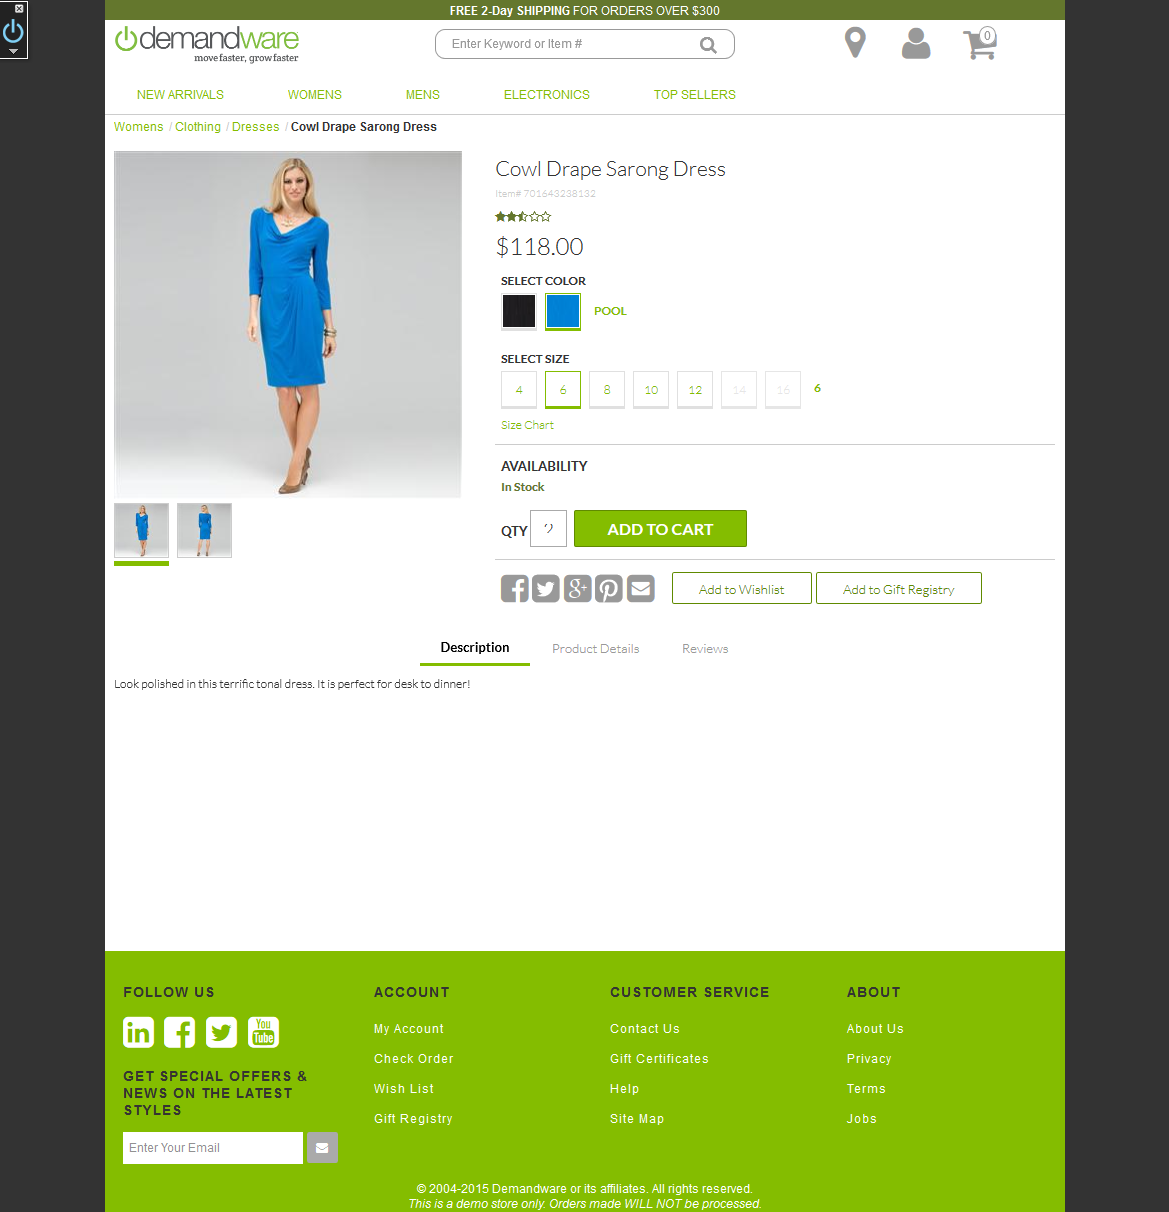 FREE 2-Day SHIPPING FOR ORDERS OVER $300
demandware
move faster, grow faster
Enter Keyword or Item #
0
NEW ARRIVALS WOMENS MENS ELECTRONICS TOP SELLERS
Womens / Clothing / Dresses / Cowl Drape Sarong Dress
Cowl Drape Sarong Dress
Item# 701643238132
$118.00
SELECT COLOR
POOL
SELECT SIZE
4 6 8 10 12 14 16 6
Size Chart
AVAILABILITY
In Stock
QTY 2 ADD TO CART
g+ Add to Wishlist Add to Gift Registry
Description Product Details Reviews
Look polished in this terrific tonal dress. It is perfect for desk to dinner!
FOLLOW US
in f You Tube
GET SPECIAL OFFERS &
NEWS ON THE LATEST
STYLES
Enter Your Email
ACCOUNT
My Account
Check Order
Wish List
Gift Registry
CUSTOMER SERVICE
Contact Us
Gift Certificates
Help
Site Map
ABOUT
About Us
Privacy
Terms
Jobs
© 2004-2015 Demandware or its affiliates. All rights reserved.
This is a demo store only. Orders made WILL NOT be processed.